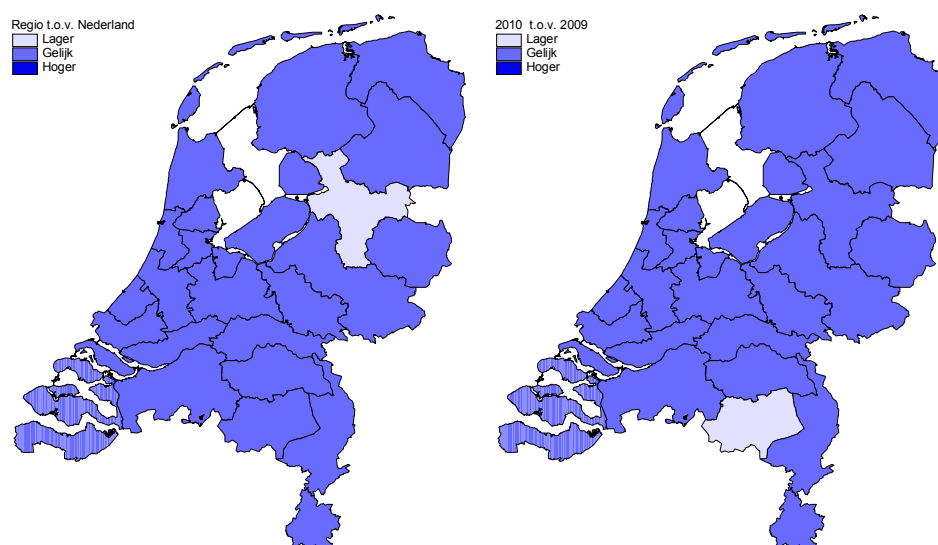 Regio t.o.v. Nederland
Lager
Gelijk
Hoger
2010 t.o.v. 2009
Lager
Gelijk
Hoger